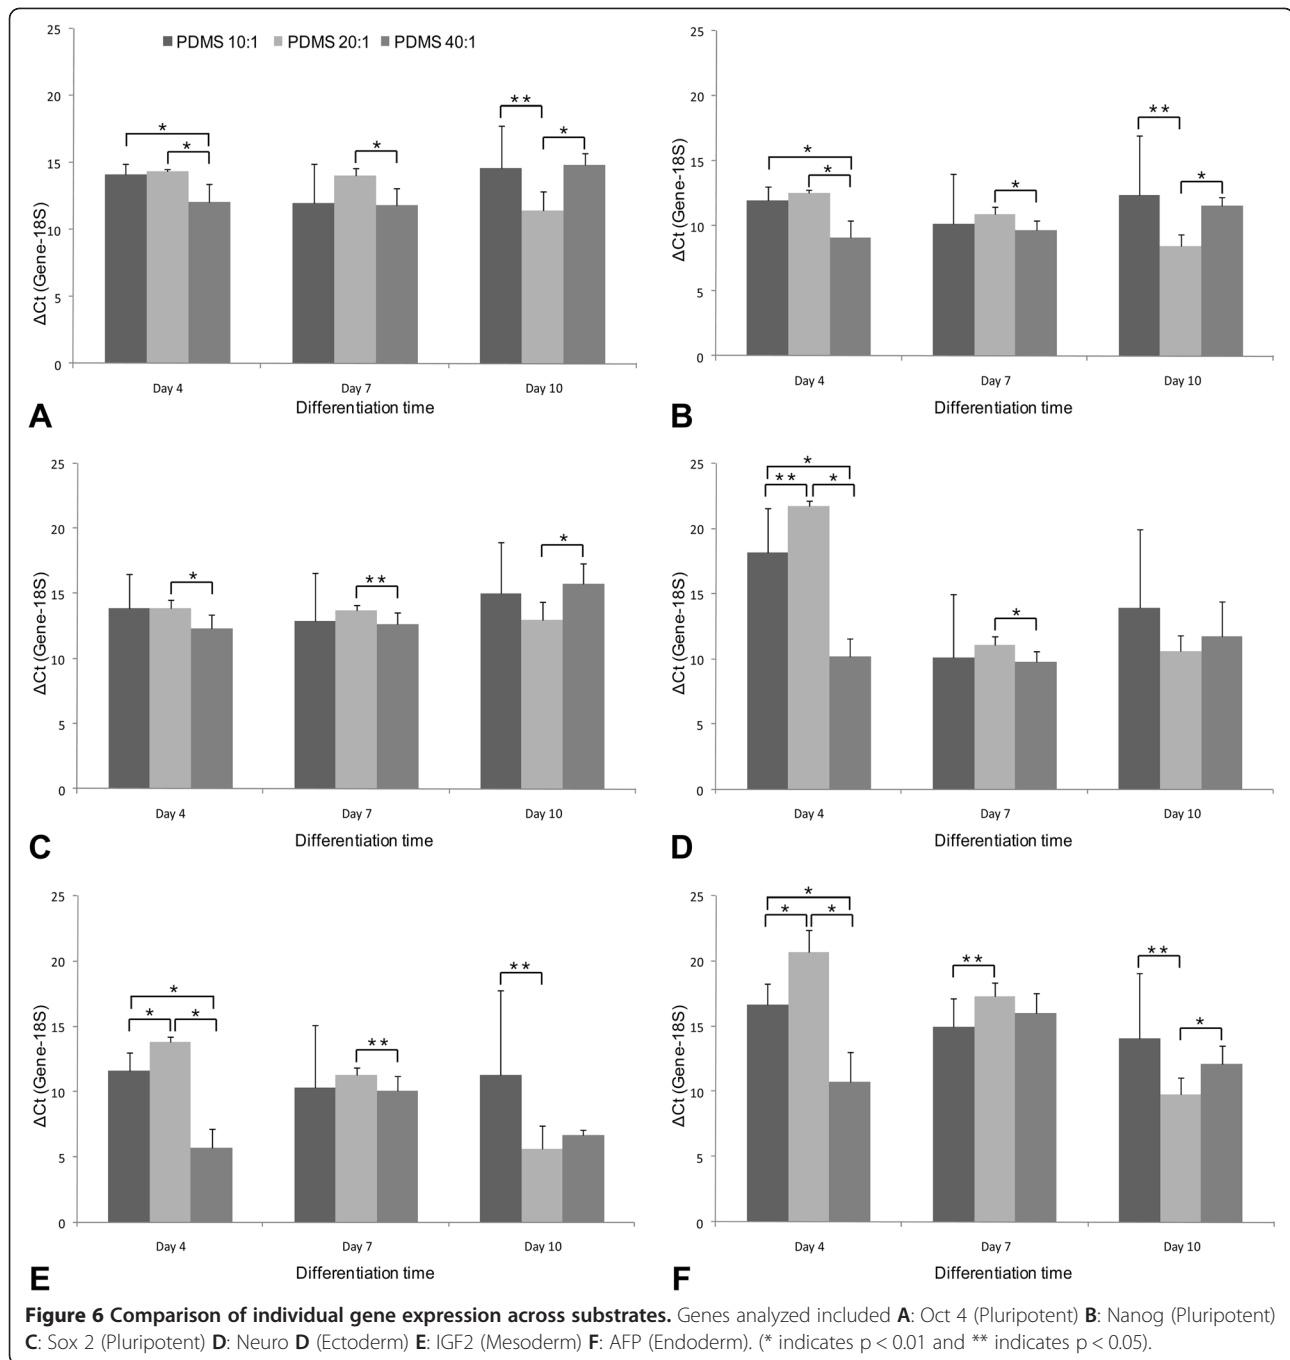 25
20
15
10
5
0
ΔCt (Gene-18S)
PDMS 10:1 PDMS 20:1 PDMS 40:1
*
*
*
**
*
Day 4 Day 7 Day 10
Differentiation time
A
25
20
15
10
5
0
ΔCt (Gene-18S)
*
*
*
**
*
Day 4 Day 7 Day 10
Differentiation time
B
25
20
15
10
5
0
ΔCt (Gene-18S)
*
**
*
Day 4 Day 7 Day 10
Differentiation time
C
25
20
15
10
5
0
ΔCt (Gene-18S)
*
** *
*
Day 4 Day 7 Day 10
Differentiation time
D
25
20
15
10
5
0
ΔCt (Gene-18S)
*
* *
**
**
Day 4 Day 7 Day 10
Differentiation time
E
25
20
15
10
5
0
ΔCt (Gene-18S)
*
* *
**
**
*
Day 4 Day 7 Day 10
Differentiation time
F
Figure 6 Comparison of individual gene expression across substrates. Genes analyzed included A: Oct 4 (Pluripotent) B: Nanog (Pluripotent)
C: Sox 2 (Pluripotent) D: Neuro D (Ectoderm) E: IGF2 (Mesoderm) F: AFP (Endoderm). (* indicates p < 0.01 and ** indicates p < 0.05).